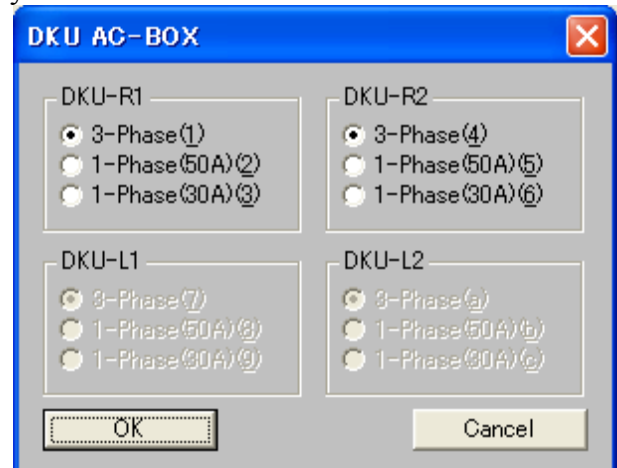 y
DKU AC-BOX
DKU-R1
3-Phase(1)
1-Phase(50A)(2)
1-Phase(30A)(3)
DKU-R2
3-Phase(4)
1-Phase(50A)(5)
1-Phase(30A)(6)
DKU-L1
3-Phase(7)
1-Phase(50A)(8)
1-Phase(30A)(9)
DKU-L2
3-Phase(a)
1-Phase(50A)(b)
1-Phase(30A)(c)
OK
Cancel